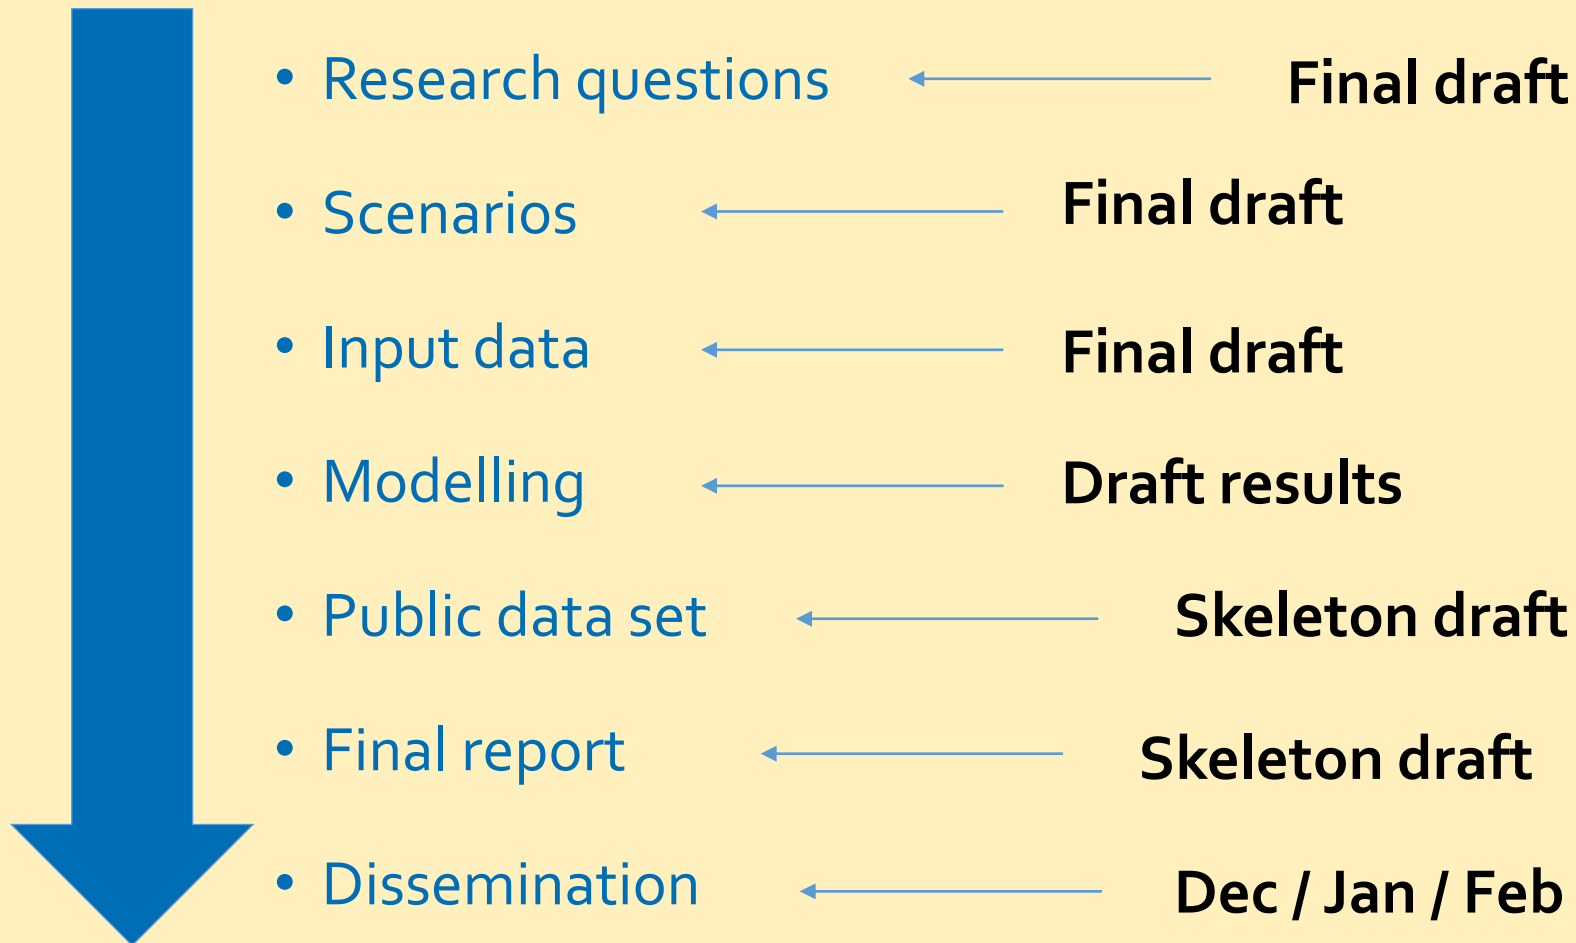 • Research questions Final draft
• Scenarios Final draft
• Input data Final draft
• Modelling Draft results
• Public data set Skeleton draft
• Final report Skeleton draft
• Dissemination Dec / Jan / Feb